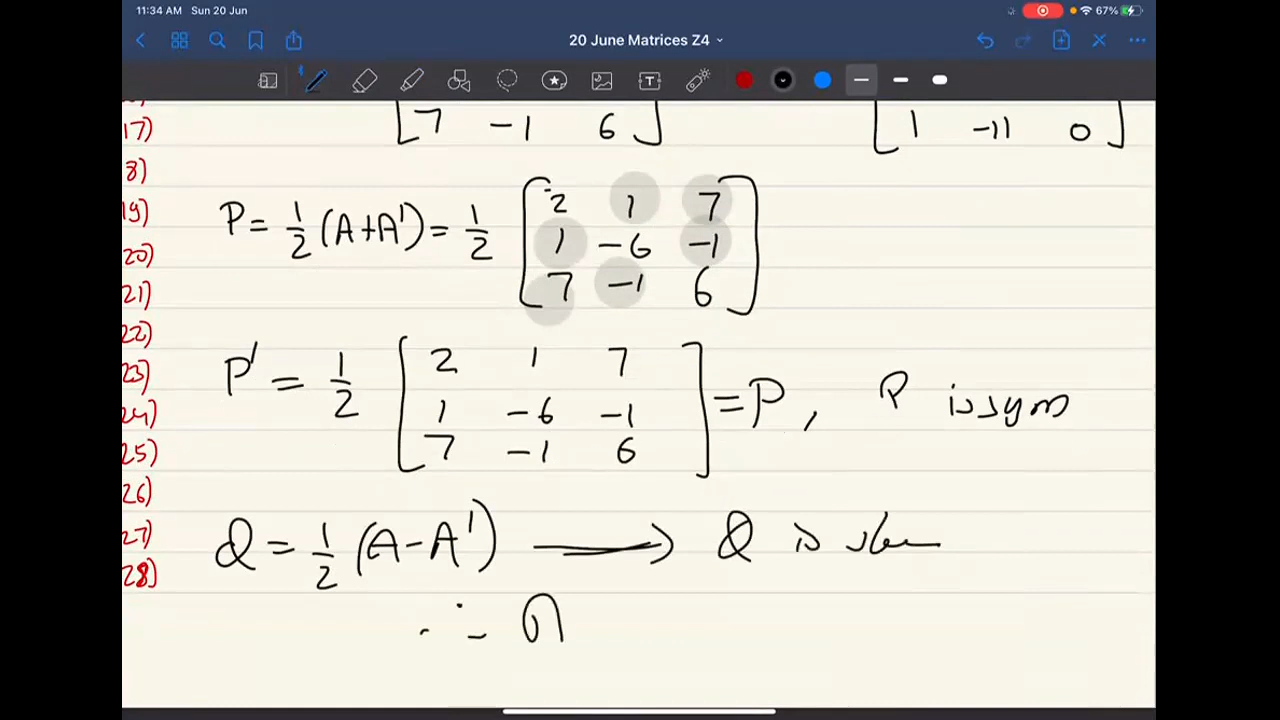 11:34 AM Sun 20 Jun 67%
20 June Matrices Z4
17) 7 -1 6 1 -11 0
18)
19) P = 1/2 (A+A') = 1/2 [2 1 7
20) 1 -6 -1
21) 7 -1 6]
22)
23) P' = 1/2 [2 1 7
24) 1 -6 -1 = P, P is sym
25) 7 -1 6]
26)
27) Q = 1/2 (A-A') → Q is skew
28)
∴